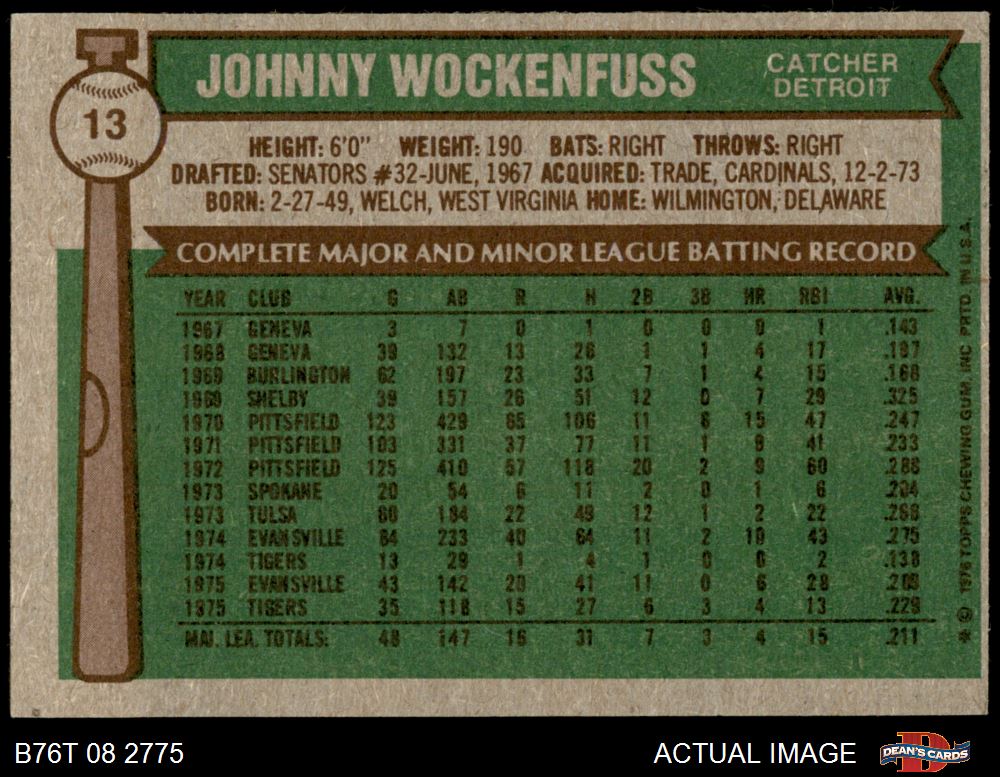 JOHNNY WOCKENFUSS
CATCHER
DETROIT
13
HEIGHT: 6'0" WEIGHT: 190 BATS: RIGHT THROWS: RIGHT
DRAFTED: SENATORS #32-JUNE, 1967 ACQUIRED: TRADE, CARDINALS, 12-2-73
BORN: 2-27-49, WELCH, WEST VIRGINIA HOME: WILMINGTON, DELAWARE
COMPLETE MAJOR AND MINOR LEAGUE BATTING RECORD
YEAR CLUB G AB R H 2B 3B HR RBI AVG.
1967 GENEVA 3 7 0 1 0 0 0 1 .143
1968 GENEVA 39 132 13 26 1 1 4 17 .197
1969 BURLINGTON 62 197 23 33 7 1 4 15 .168
1969 SHELBY 39 157 26 51 12 0 7 29 .325
1970 PITTSFIELD 123 429 65 106 11 6 15 47 .247
1971 PITTSFIELD 103 331 37 77 11 1 8 41 .233
1972 PITTSFIELD 125 410 67 118 20 2 9 60 .288
1973 SPOKANE 20 54 6 11 2 0 1 6 .204
1973 TULSA 60 184 22 49 12 1 2 22 .266
1974 EVANSVILLE 64 233 40 64 11 2 10 43 .275
1974 TIGERS 13 29 1 4 1 0 0 2 .138
1975 EVANSVILLE 43 142 20 41 11 0 6 28
1975 TIGERS 35 118 15 27 6 3 4 13 .229
MAJ. LEA. TOTALS: 48 147 16 31 7 3 4 15 .211
* © 1976 TOPPS CHEWING GUM, INC PRTD. IN U.S.A.
B76T 08 2775
ACTUAL IMAGE
DEAN'S CARDS